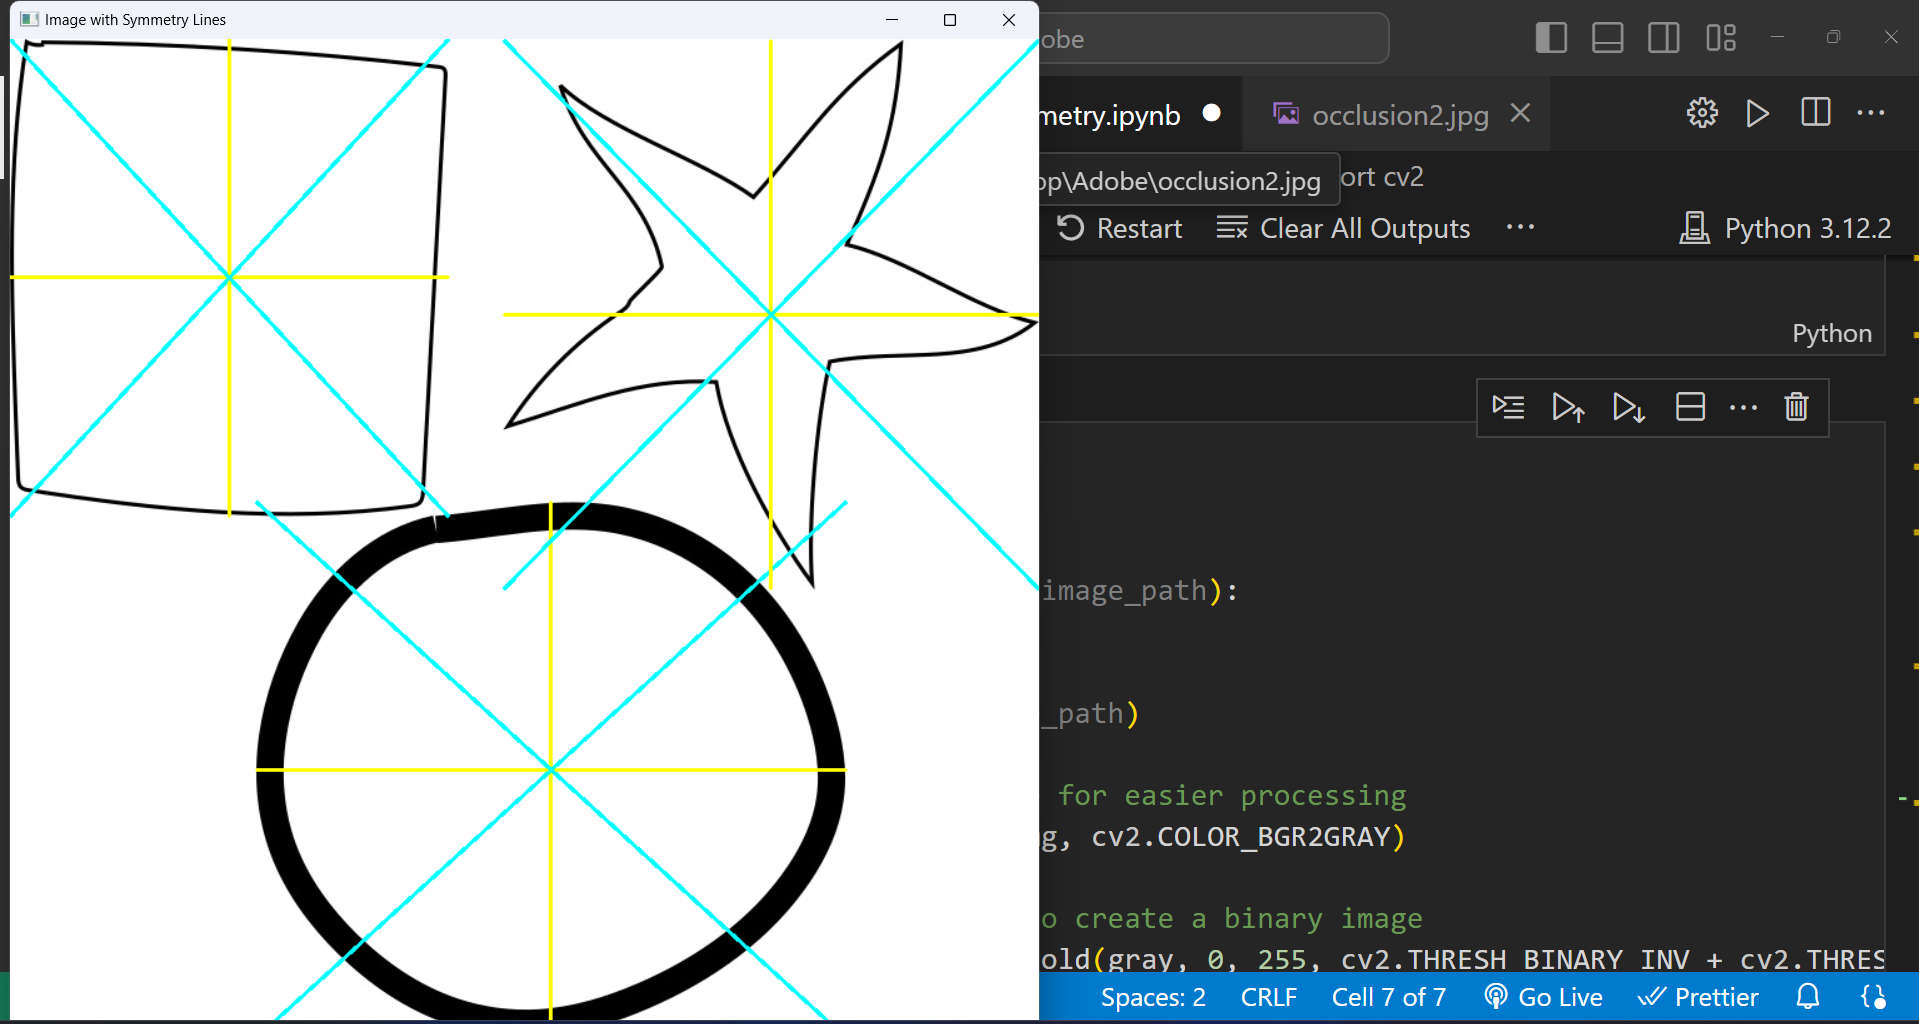 Image with Symmetry Lines
obe
metry.ipynb
occlusion2.jpg
op\Adobe\occlusion2.jpg
ort cv2
Restart
Clear All Outputs
Python 3.12.2
Python
image_path):
_path)
for easier processing
g, cv2.COLOR_BGR2GRAY)
o create a binary image
old(gray, 0, 255, cv2.THRESH_BINARY_INV + cv2.THRES
Spaces: 2
CRLF
Cell 7 of 7
Go Live
Prettier